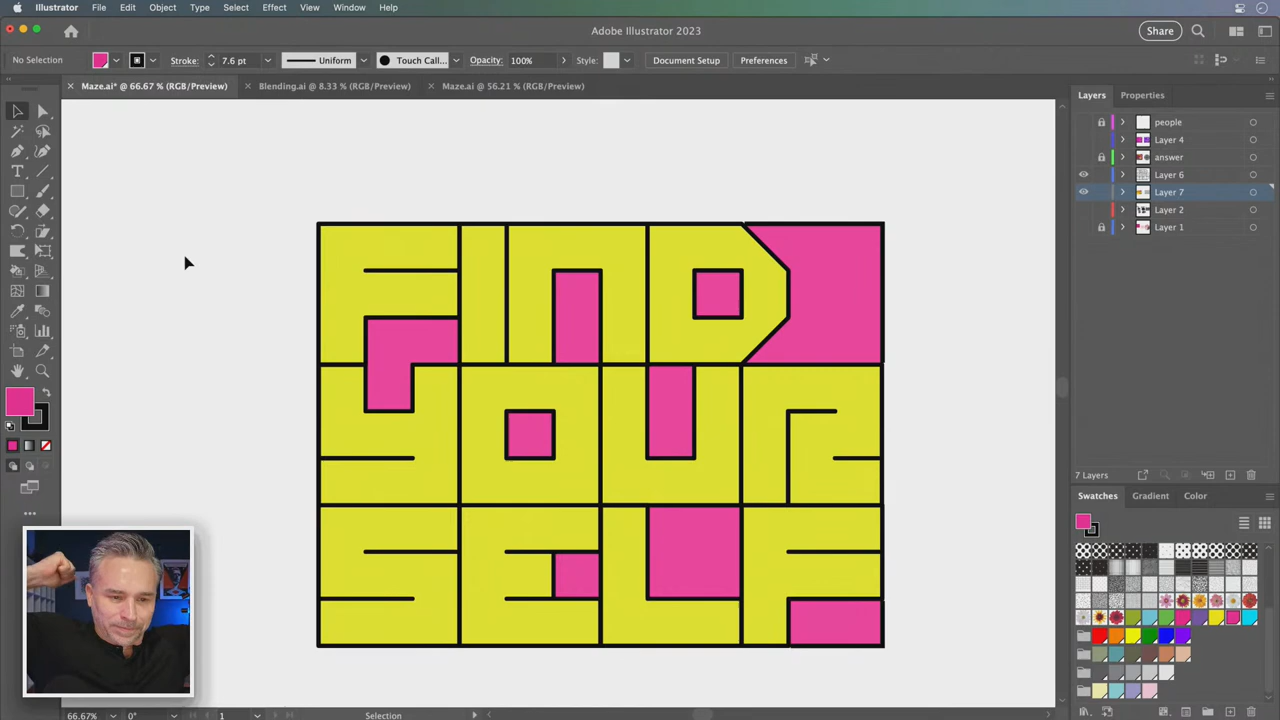 Illustrator File Edit Object Type Select Effect View Window Help
Adobe Illustrator 2023
Share
No Selection Stroke: 7.6 pt Uniform Touch Call... Opacity: 100% Style: Document Setup Preferences
× Maze.ai* @ 66.67 % (RGB/Preview) × Blending.ai @ 8.33 % (RGB/Preview) × Maze.ai @ 56.21 % (RGB/Preview)
Layers Properties
people
Layer 4
answer
Layer 6
Layer 7
Layer 2
Layer 1
FIND
YOUR
SELF
7 Layers
Swatches Gradient Color
66.67% 0° 1 Selection